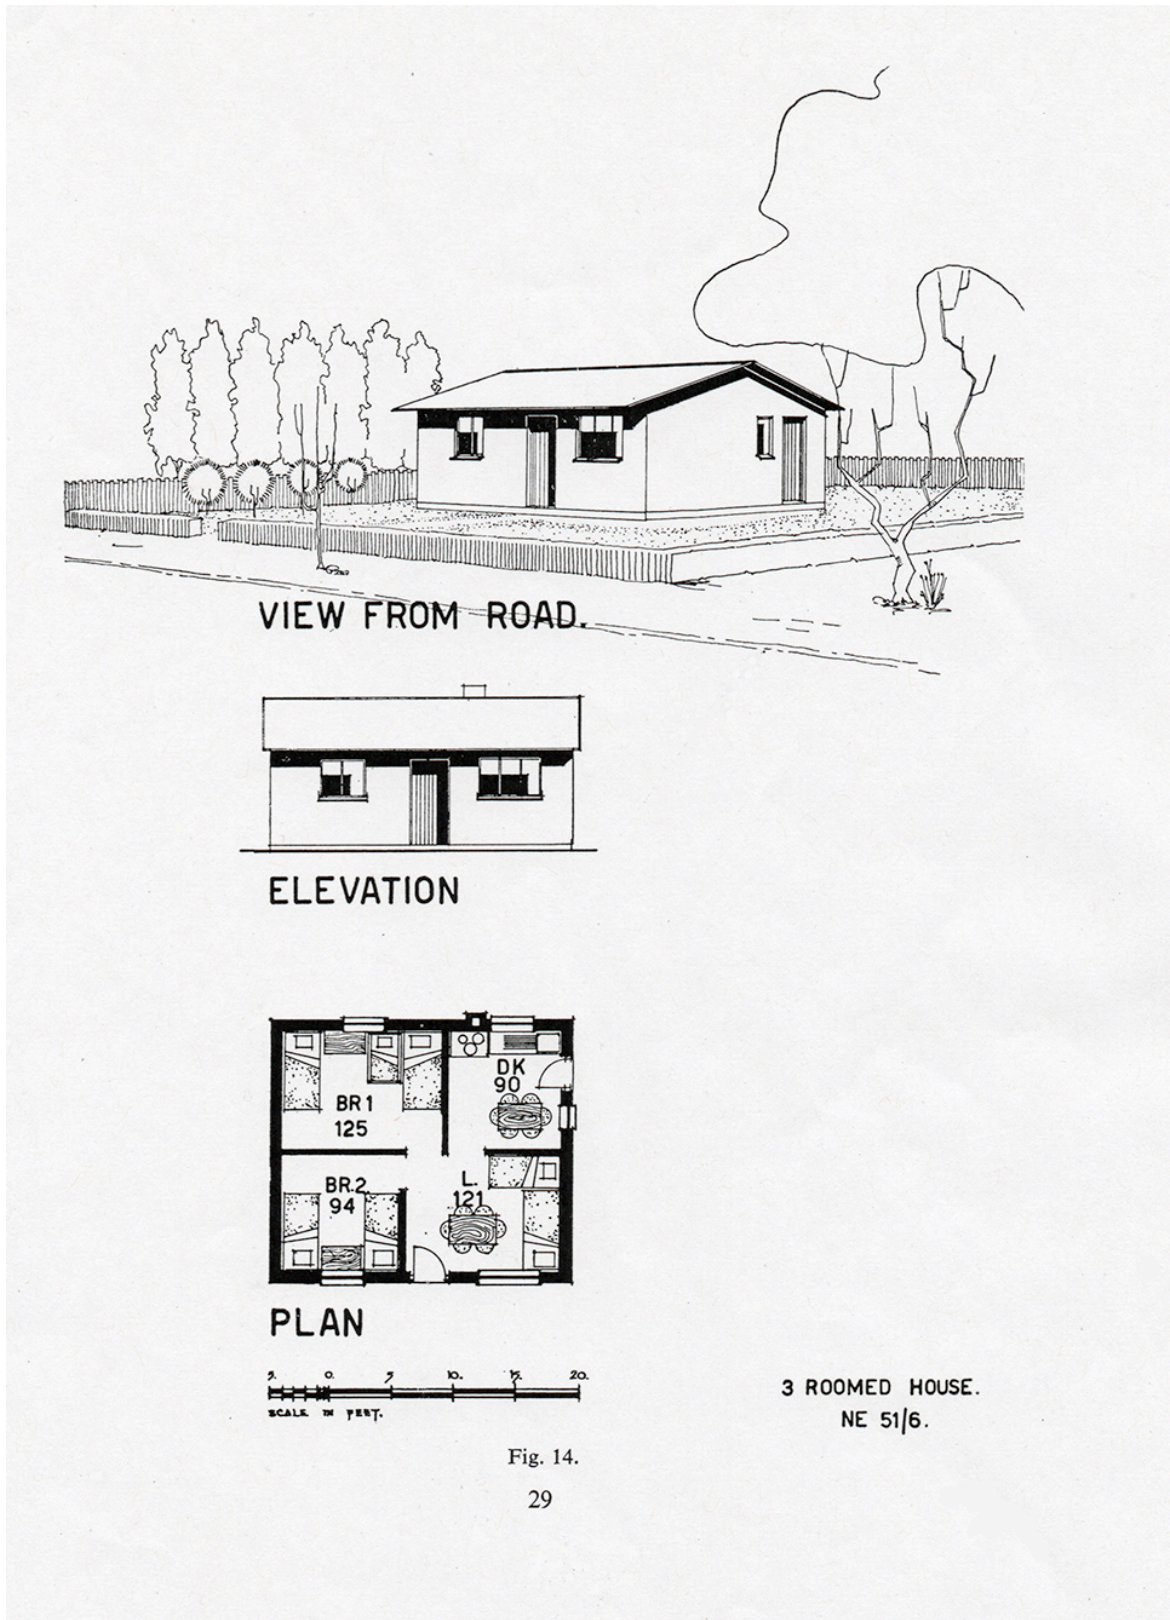 VIEW FROM ROAD.
ELEVATION
DK
90
BR 1
125
BR.2
94
L.
121
PLAN
5. 0. 5 10. 15. 20.
SCALE IN FEET.
3 ROOMED HOUSE.
NE 51/6.
Fig. 14.
29